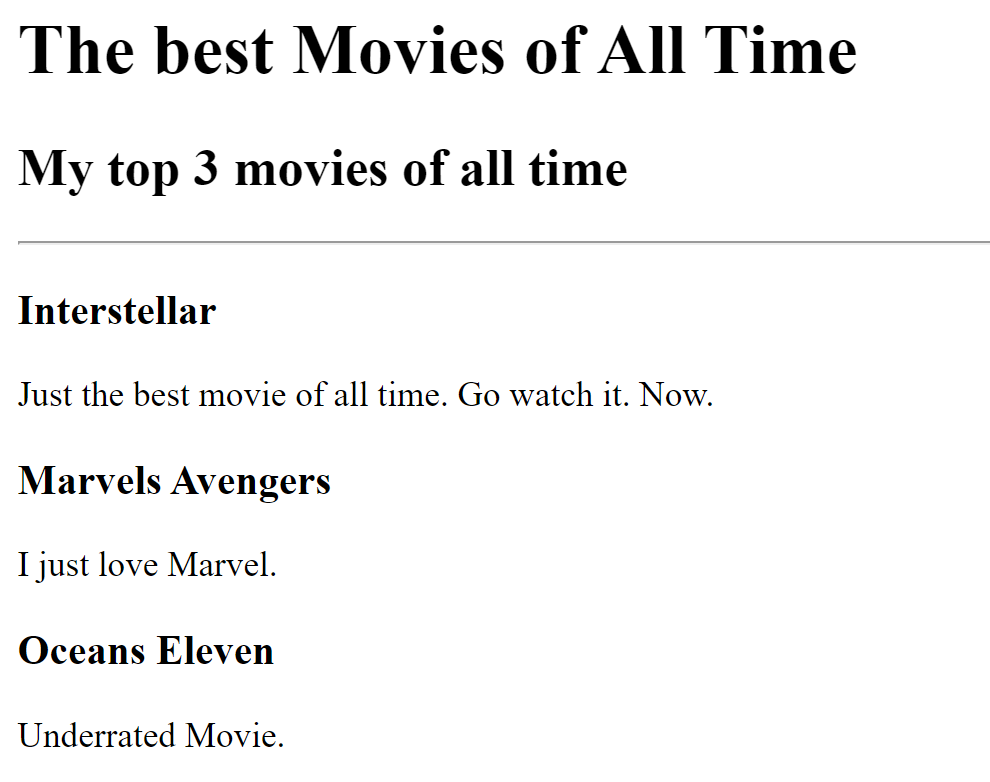 The best Movies of All Time
My top 3 movies of all time
Interstellar
Just the best movie of all time. Go watch it. Now.
Marvels Avengers
I just love Marvel.
Oceans Eleven
Underrated Movie.